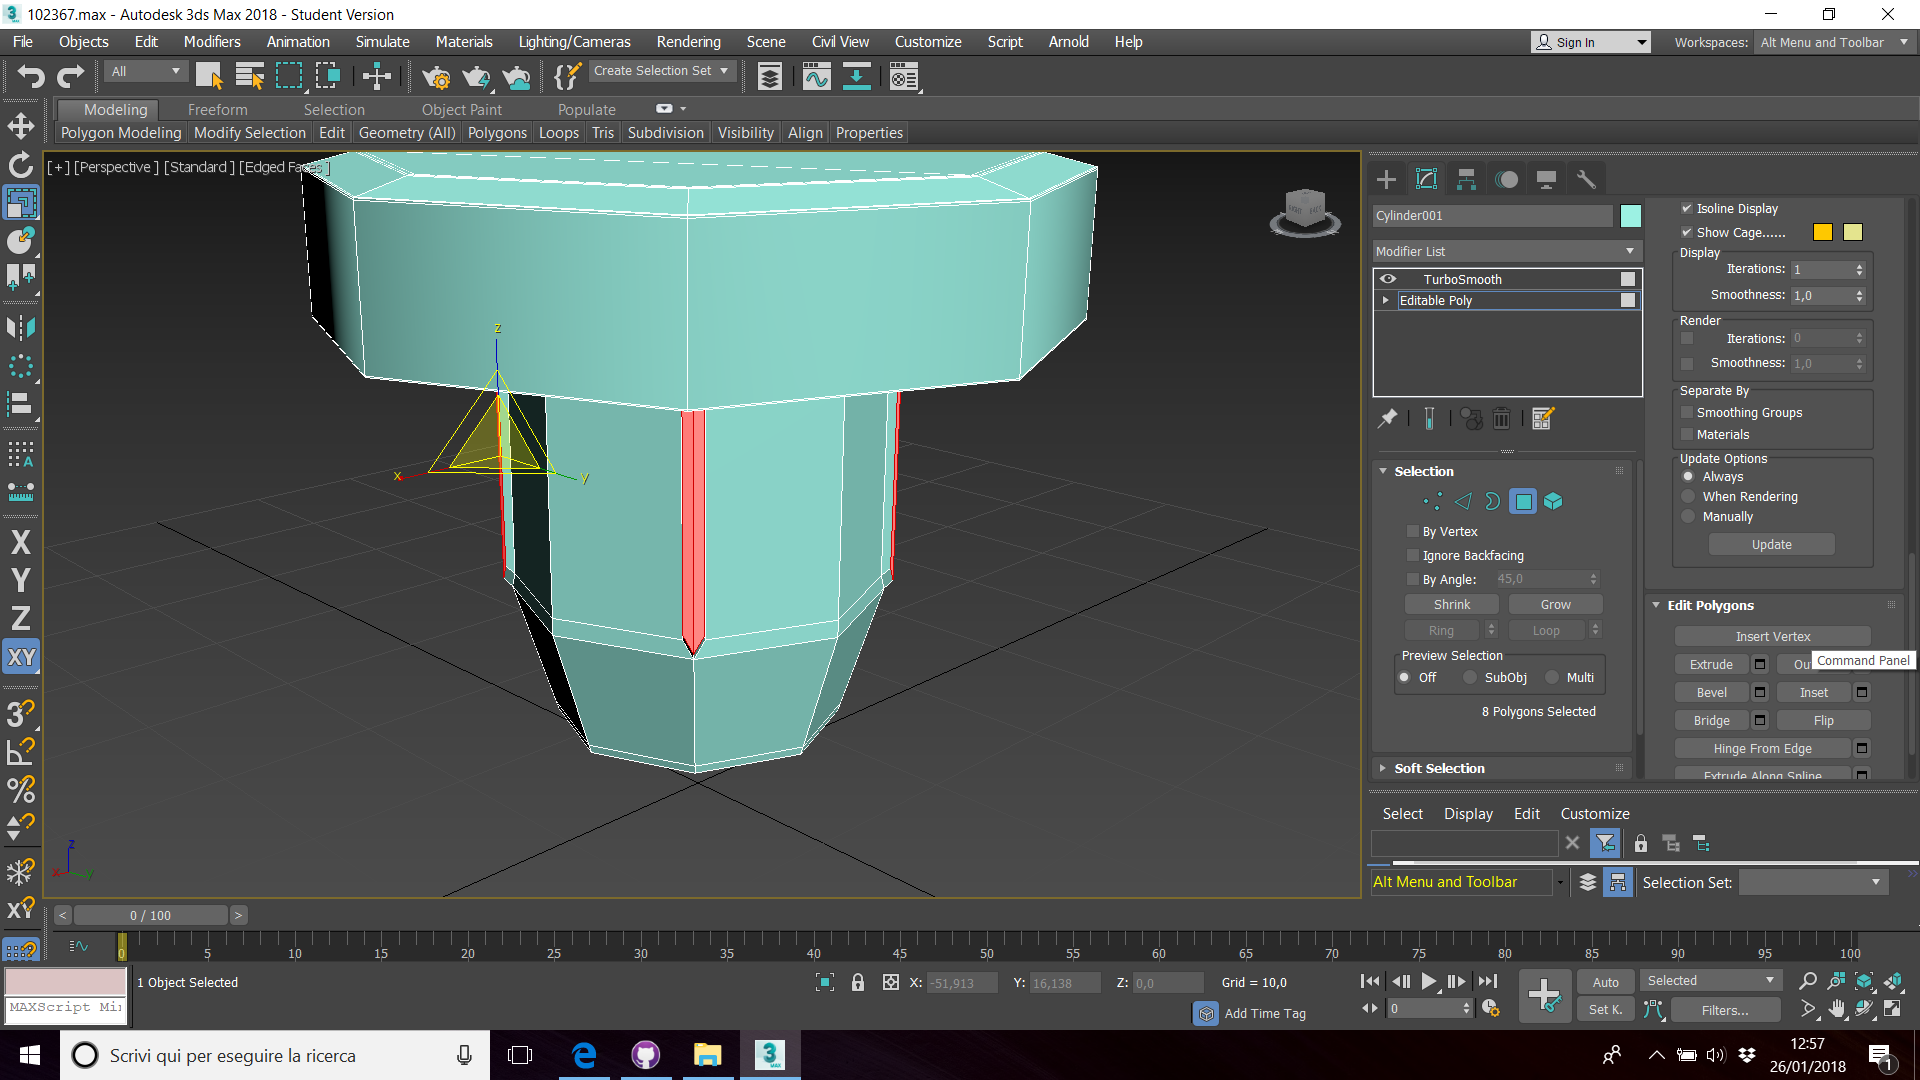 102367.max - Autodesk 3ds Max 2018 - Student Version
File Objects Edit Modifiers Animation Simulate Materials Lighting/Cameras Rendering Scene Civil View Customize Script Arnold Help
Sign In
Workspaces: Alt Menu and Toolbar
All
Create Selection Set
Modeling Freeform Selection Object Paint Populate
Polygon Modeling Modify Selection Edit Geometry (All) Polygons Loops Tris Subdivision Visibility Align Properties
[+] [Perspective ] [Standard ] [Edged Faces ]
z
x
y
z
x
y
X
Y
Z
XY
3
XY
Cylinder001
Modifier List
TurboSmooth
Editable Poly
Selection
By Vertex
Ignore Backfacing
By Angle: 45,0
Shrink Grow
Ring Loop
Preview Selection
Off SubObj Multi
8 Polygons Selected
Soft Selection
Isoline Display
Show Cage......
Display
Iterations: 1
Smoothness: 1,0
Render
Iterations: 0
Smoothness: 1,0
Separate By
Smoothing Groups
Materials
Update Options
Always
When Rendering
Manually
Update
Edit Polygons
Insert Vertex
Extrude Ou
Command Panel
Bevel Inset
Bridge Flip
Hinge From Edge
Extrude Along Spline
Select Display Edit Customize
Alt Menu and Toolbar
Selection Set:
< 0 / 100 >
0 5 10 15 20 25 30 35 40 45 50 55 60 65 70 75 80 85 90 95 100
MAXScript Mi
1 Object Selected
X: -51,913 Y: 16,138 Z: 0,0 Grid = 10,0
Add Time Tag
0
Auto Selected
Set K. Filters...
Scrivi qui per eseguire la ricerca
3
MAX
12:57
26/01/2018
1